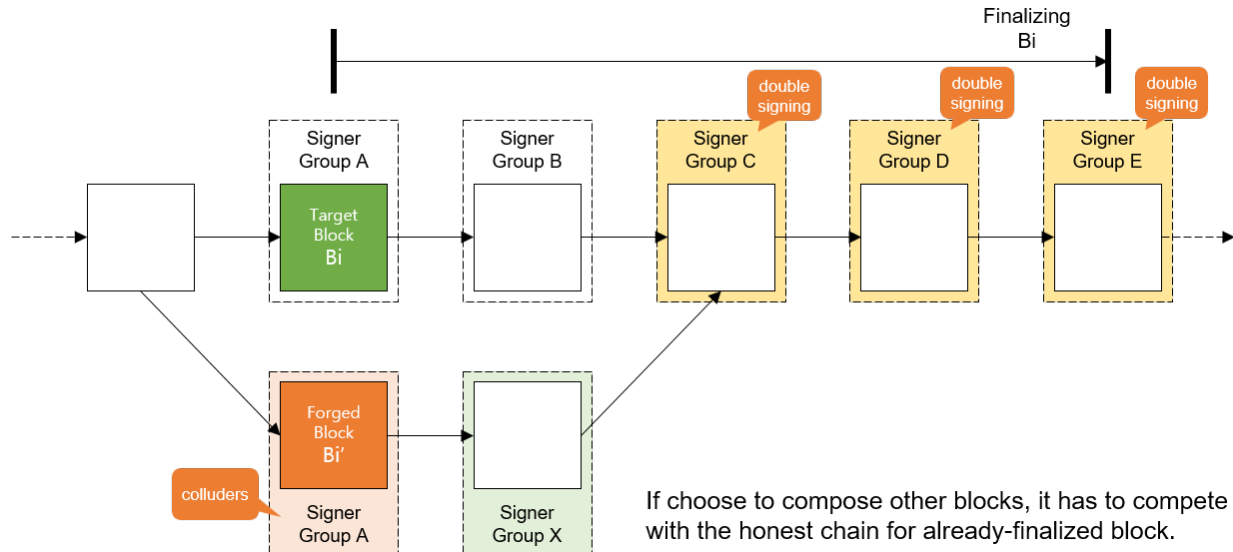 Finalizing
Bi
double
signing
double
signing
double
signing
Signer
Group A
Signer
Group B
Signer
Group C
Signer
Group D
Signer
Group E
Target
Block
Bi
Forged
Block
Bi’
colluders
Signer
Group A
Signer
Group X
If choose to compose other blocks, it has to compete
with the honest chain for already-finalized block.